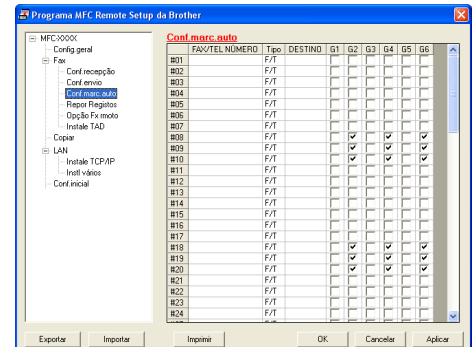 Programa MFC Remote Setup da Brother
MFC-XXXX
Config.geral
Fax
Conf.recepção
Conf.envio
Conf.marc.auto
Repor Registos
Opção Fx rmoto
Instale TAD
Copiar
LAN
Instale TCP/IP
Instl vários
Conf.inicial
Conf.marc.auto
FAX/TEL NÚMERO Tipo DESTINO G1 G2 G3 G4 G5 G6
#01 F/T
#02 F/T
#03 F/T
#04 F/T
#05 F/T
#06 F/T
#07 F/T
#08 F/T
#09 F/T
#10 F/T
#11 F/T
#12 F/T
#13 F/T
#14 F/T
#15 F/T
#16 F/T
#17 F/T
#18 F/T
#19 F/T
#20 F/T
#21 F/T
#22 F/T
#23 F/T
#24 F/T
Exportar Importar Imprimir OK Cancelar Aplicar